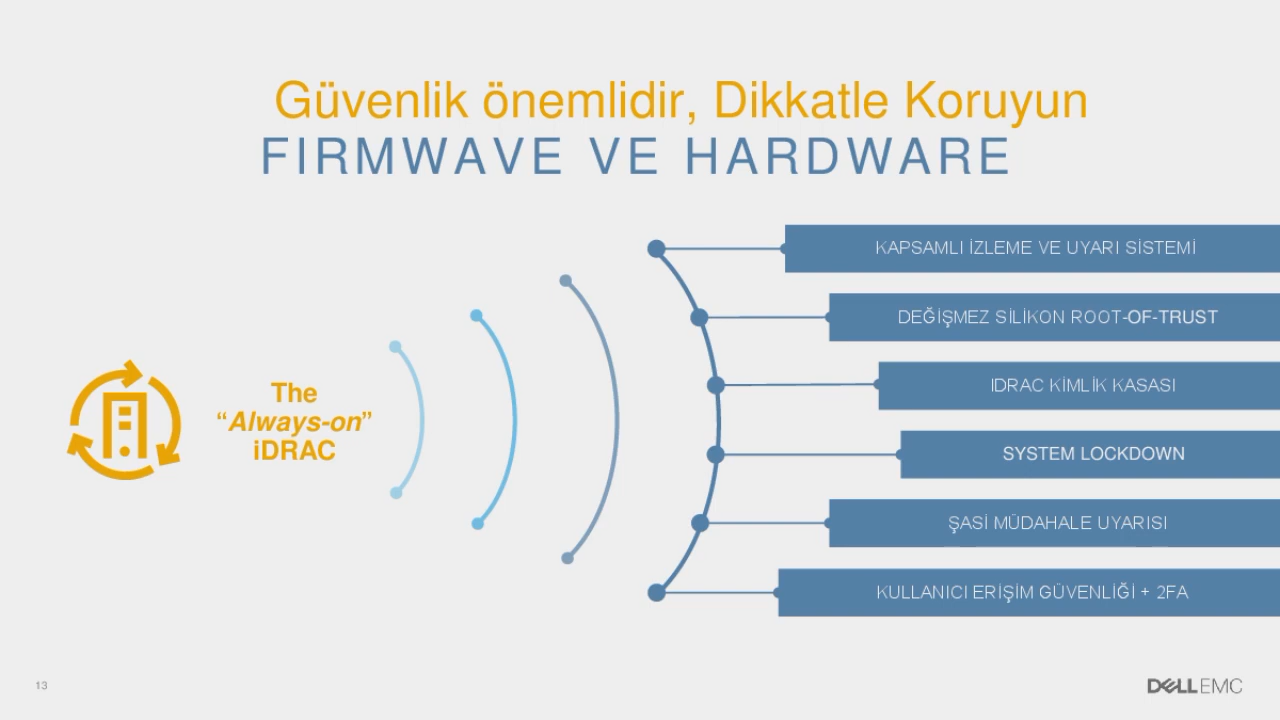 Güvenlik önemlidir, Dikkatle Koruyun
FIRMWAVE VE HARDWARE
KAPSAMLI İZLEME VE UYARI SİSTEMİ
DEĞİŞMEZ SİLİKON ROOT-OF-TRUST
The
“Always-on”
iDRAC
IDRAC KİMLİK KASASI
SYSTEM LOCKDOWN
ŞASİ MÜDAHALE UYARISI
KULLANICI ERİŞİM GÜVENLİĞİ + 2FA
13
DELLEMC